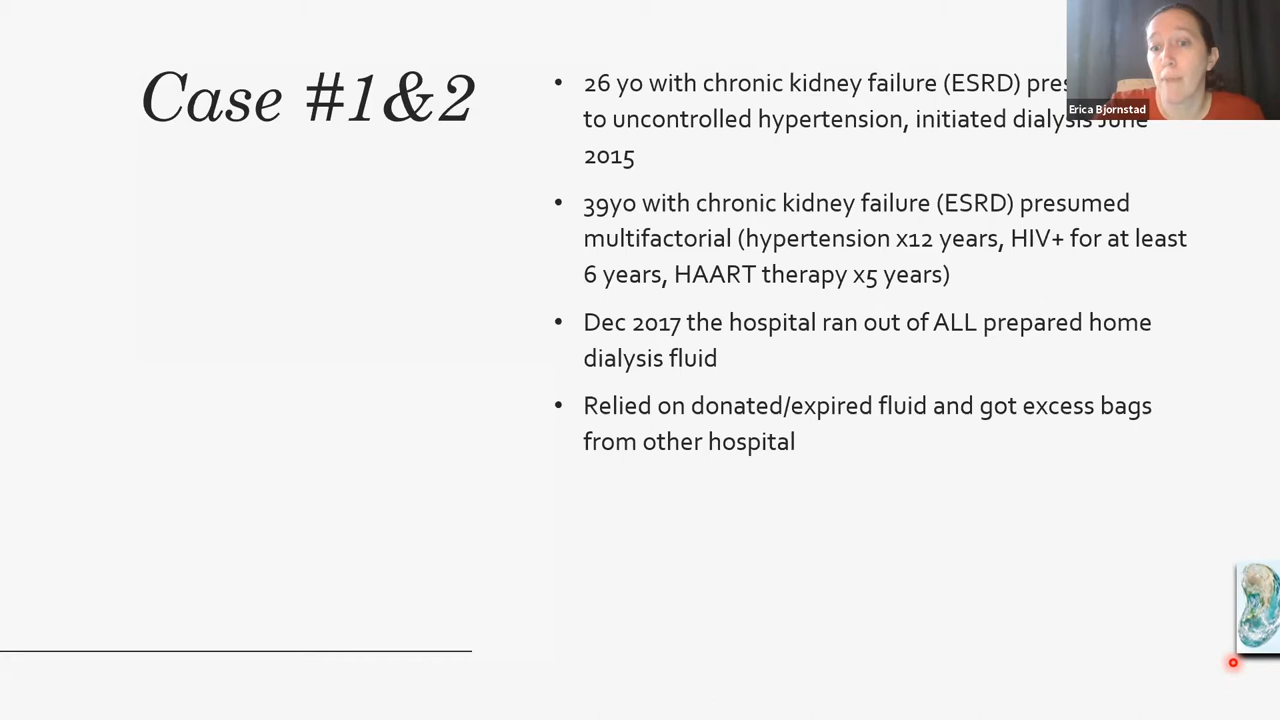 Case #1&2
• 26 yo with chronic kidney failure (ESRD)
to uncontrolled hypertension, initiated dialysis June
2015
• 39yo with chronic kidney failure (ESRD) presumed
multifactorial (hypertension x12 years, HIV+ for at least
6 years, HAART therapy x5 years)
• Dec 2017 the hospital ran out of ALL prepared home
dialysis fluid
• Relied on donated/expired fluid and got excess bags
from other hospital
Erica Bjornstad